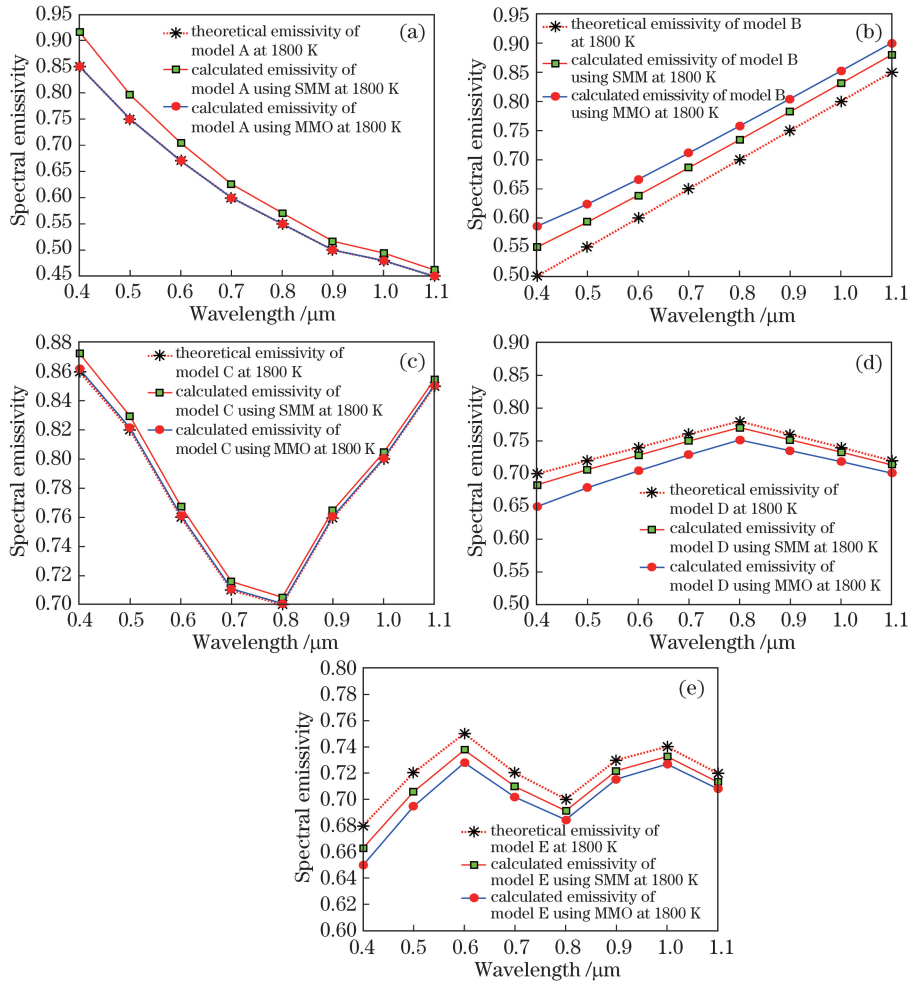 (a)
theoretical emissivity of
model A at 1800 K
calculated emissivity of
model A using SMM at 1800 K
calculated emissivity of
model A using MMO at 1800 K
Spectral emissivity
0.95
0.90
0.85
0.80
0.75
0.70
0.65
0.60
0.55
0.50
0.45
0.4 0.5 0.6 0.7 0.8 0.9 1.0 1.1
Wavelength /μm
(b)
theoretical emissivity of model B
at 1800 K
calculated emissivity of model B
using SMM at 1800 K
calculated emissivity of model B
using MMO at 1800 K
Spectral emissivity
0.95
0.90
0.85
0.80
0.75
0.70
0.65
0.60
0.55
0.50
0.4 0.5 0.6 0.7 0.8 0.9 1.0 1.1
Wavelength /μm
(c)
theoretical emissivity of
model C at 1800 K
calculated emissivity of
model C using SMM at 1800 K
calculated emissivity of
model C using MMO at 1800 K
Spectral emissivity
0.88
0.86
0.84
0.82
0.80
0.78
0.76
0.74
0.72
0.70
0.4 0.5 0.6 0.7 0.8 0.9 1.0 1.1
Wavelength /μm
(d)
theoretical emissivity of
model D at 1800 K
calculated emissivity of
model D using SMM at 1800 K
calculated emissivity of
model D using MMO at 1800 K
Spectral emissivity
0.90
0.85
0.80
0.75
0.70
0.65
0.60
0.55
0.50
0.4 0.5 0.6 0.7 0.8 0.9 1.0 1.1
Wavelength /μm
(e)
theoretical emissivity of
model E at 1800 K
calculated emissivity of
model E using SMM at 1800 K
calculated emissivity of
model E using MMO at 1800 K
Spectral emissivity
0.80
0.78
0.76
0.74
0.72
0.70
0.68
0.66
0.64
0.62
0.60
0.4 0.5 0.6 0.7 0.8 0.9 1.0 1.1
Wavelength /μm